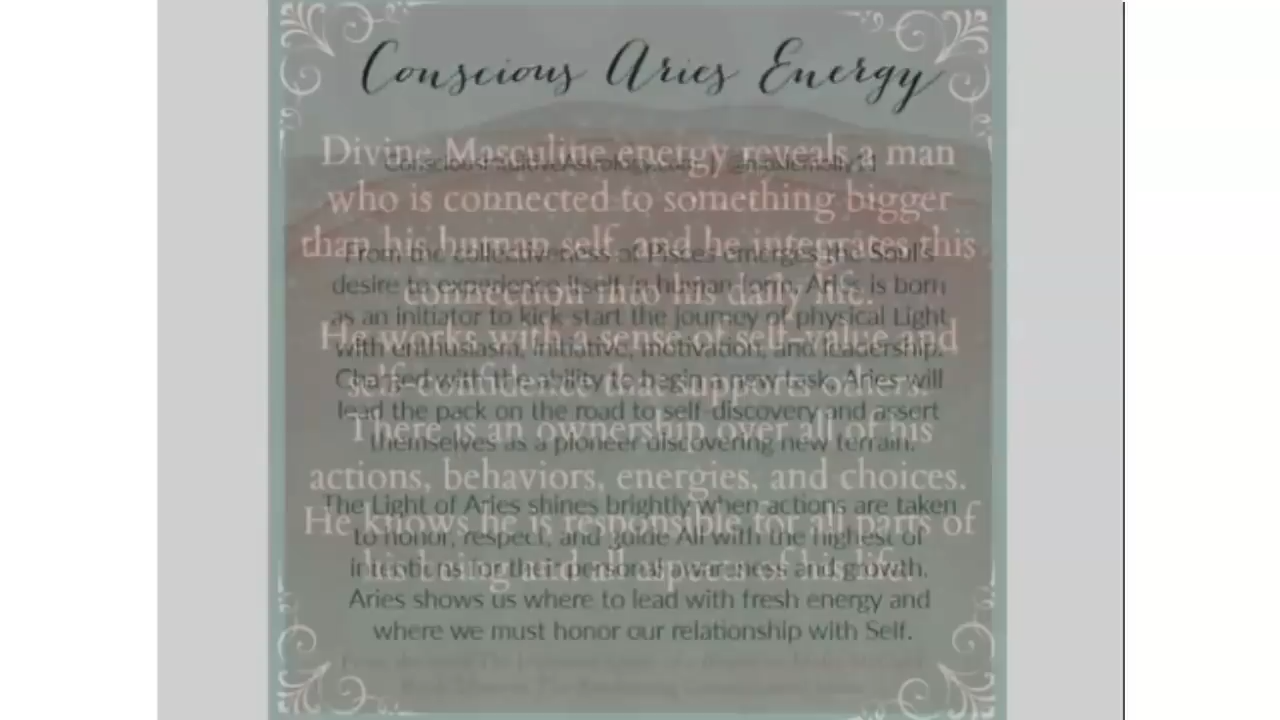 Conscious Aries Energy
Divine Masculine energy reveals a man
who is connected to something bigger
than his human self, and he integrates this
connection into his daily life.
He works with a sense of self-value and
self-confidence that supports others.
There is an ownership over all of his
actions, behaviors, energies, and choices.
He knows he is responsible for all parts of
his being and all aspects of his life.
From the collectiveness of Pisces emerges the Soul's
desire to experience itself in human form. Aries is born
as an initiator to kick start the journey of physical Light
with enthusiasm, initiative, motivation, and leadership.
Charged with the ability to begin a new task, Aries will
lead the pack on the road to self-discovery and assert
themselves as a pioneer discovering new terrain.
The Light of Aries shines brightly when actions are taken
to honor, respect, and guide All with the highest of
intentions for their personal awareness and growth.
Aries shows us where to lead with fresh energy and
where we must honor our relationship with Self.